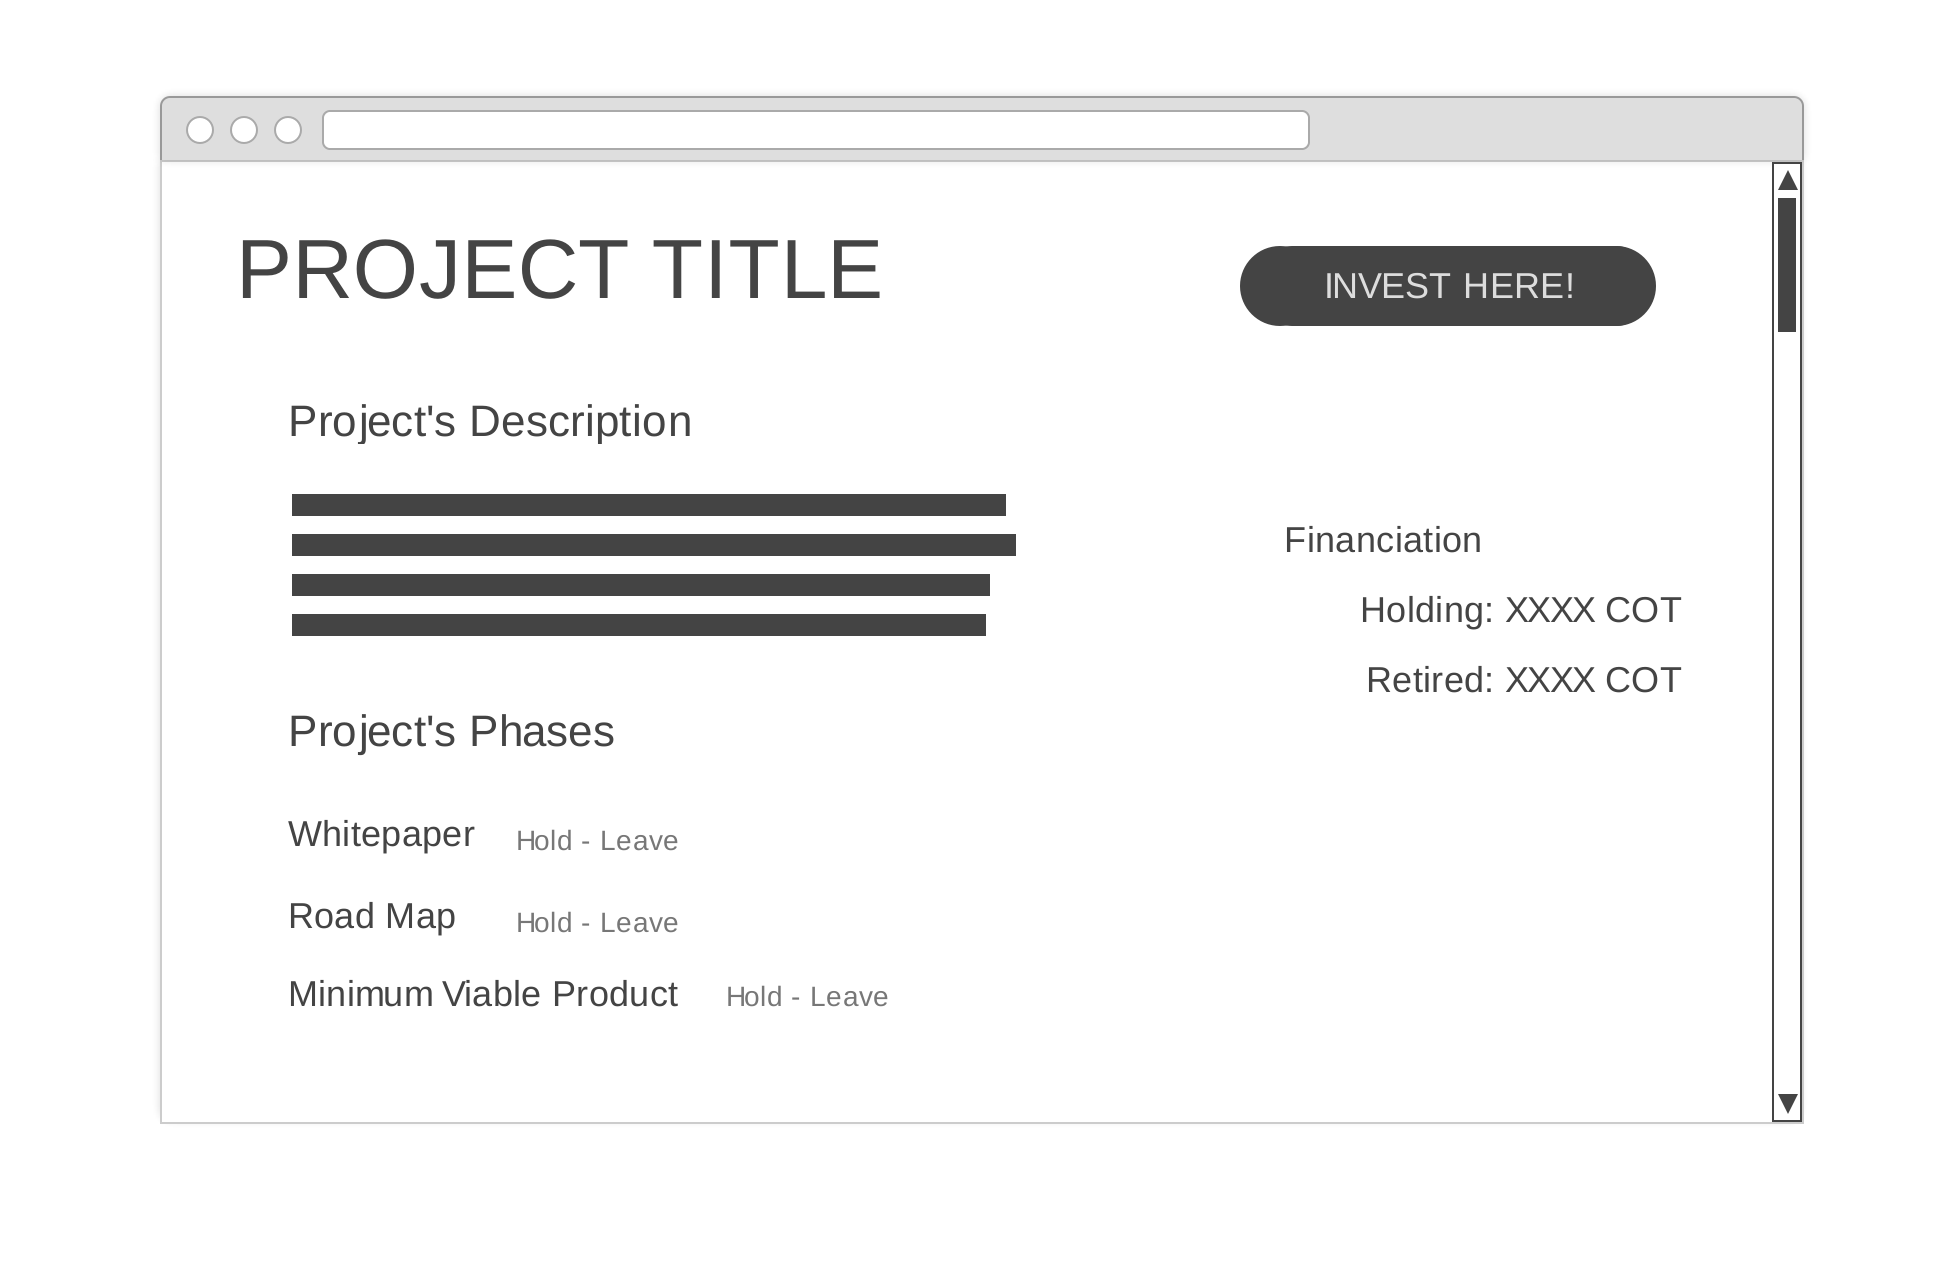 PROJECT TITLE
INVEST HERE!
Project's Description
Financiation
Holding: XXXX COT
Retired: XXXX COT
Project's Phases
Whitepaper Hold - Leave
Road Map Hold - Leave
Minimum Viable Product Hold - Leave